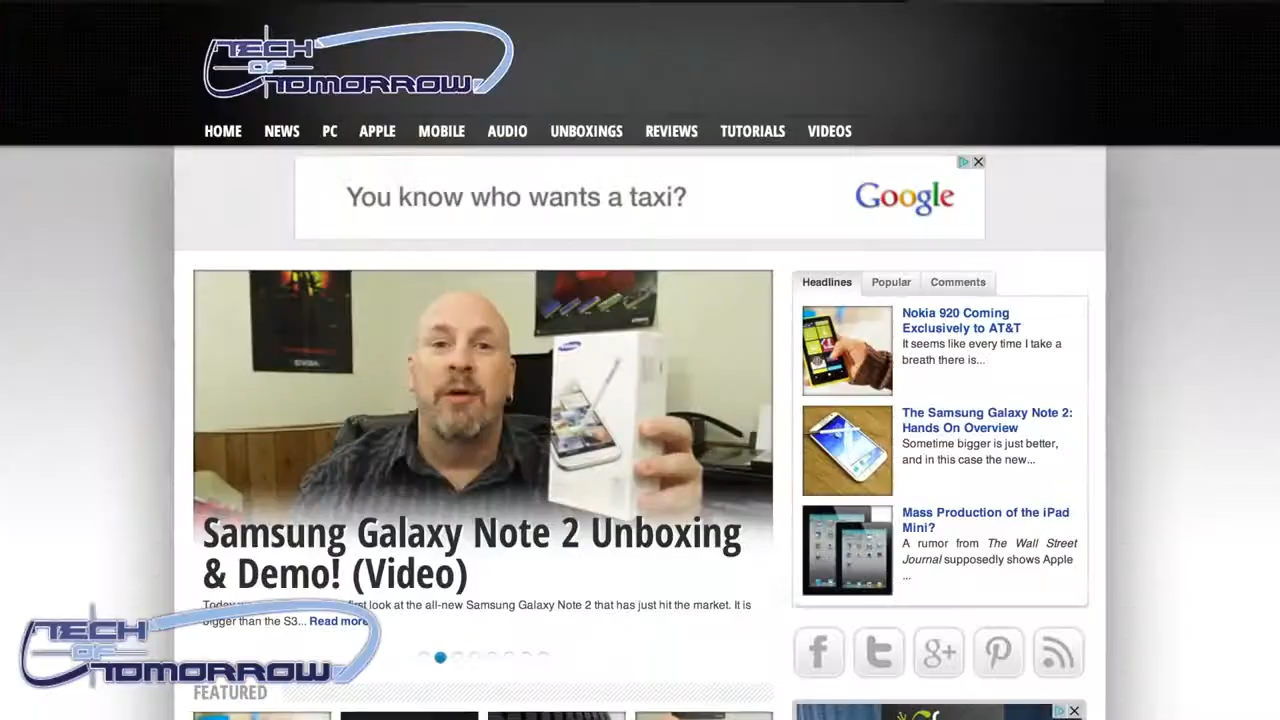 TECH
OF
TOMORROW
HOME NEWS PC APPLE MOBILE AUDIO UNBOXINGS REVIEWS TUTORIALS VIDEOS
You know who wants a taxi?
Google
SAMSUNG
Samsung Galaxy Note 2 Unboxing
& Demo! (Video)
Today first look at the all-new Samsung Galaxy Note 2 that has just hit the market. It is
bigger than the S3... Read more
Headlines Popular Comments
Nokia 920 Coming
Exclusively to AT&T
It seems like every time I take a
breath there is...
The Samsung Galaxy Note 2:
Hands On Overview
Sometime bigger is just better,
and in this case the new...
Mass Production of the iPad
Mini?
A rumor from The Wall Street
Journal supposedly shows Apple
...
TECH
OF
TOMORROW
FEATURED